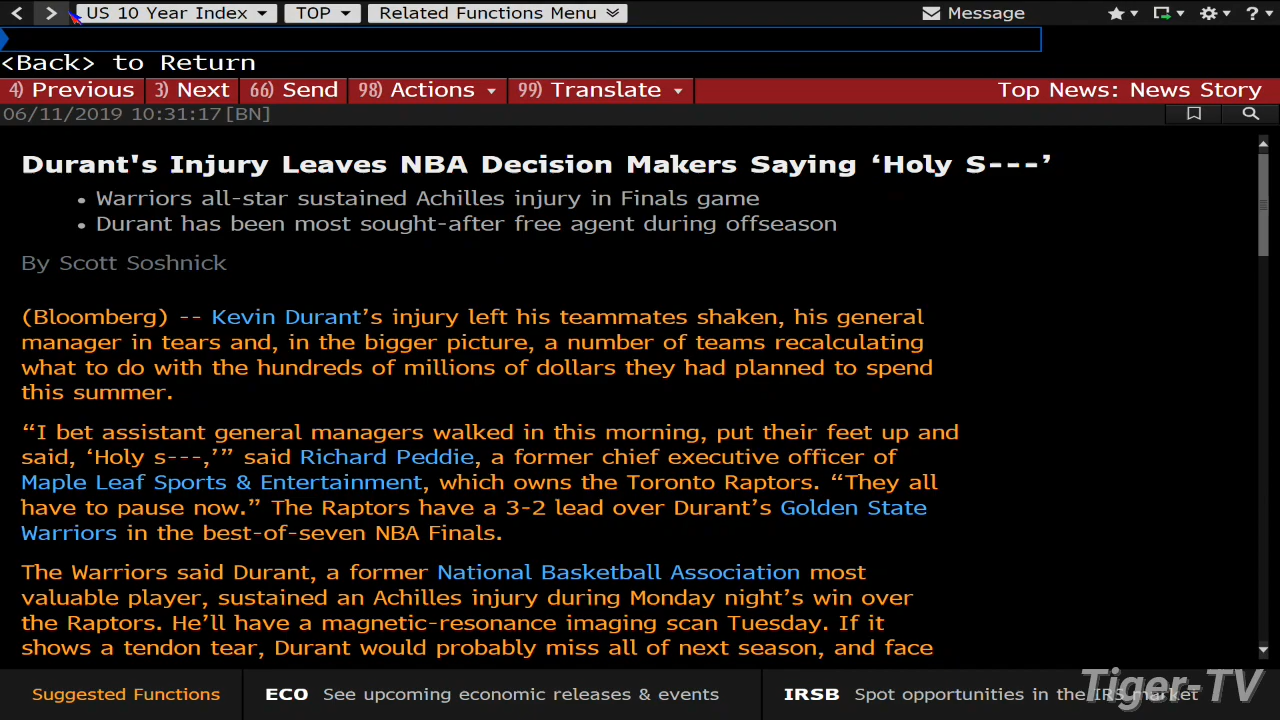 US 10 Year Index TOP Related Functions Menu Message ?
<Back> to Return
4) Previous 3) Next 66) Send 98) Actions 99) Translate Top News: News Story
06/11/2019 10:31:17[BN]
Durant's Injury Leaves NBA Decision Makers Saying ‘Holy S---’
• Warriors all-star sustained Achilles injury in Finals game
• Durant has been most sought-after free agent during offseason
By Scott Soshnick
(Bloomberg) -- Kevin Durant’s injury left his teammates shaken, his general
manager in tears and, in the bigger picture, a number of teams recalculating
what to do with the hundreds of millions of dollars they had planned to spend
this summer.
“I bet assistant general managers walked in this morning, put their feet up and
said, ‘Holy s---,’” said Richard Peddie, a former chief executive officer of
Maple Leaf Sports & Entertainment, which owns the Toronto Raptors. “They all
have to pause now.” The Raptors have a 3-2 lead over Durant’s Golden State
Warriors in the best-of-seven NBA Finals.
The Warriors said Durant, a former National Basketball Association most
valuable player, sustained an Achilles injury during Monday night’s win over
the Raptors. He’ll have a magnetic-resonance imaging scan Tuesday. If it
shows a tendon tear, Durant would probably miss all of next season, and face
Suggested Functions ECO See upcoming economic releases & events IRSB Spot opportunities in the IRS market
Tiger-TV